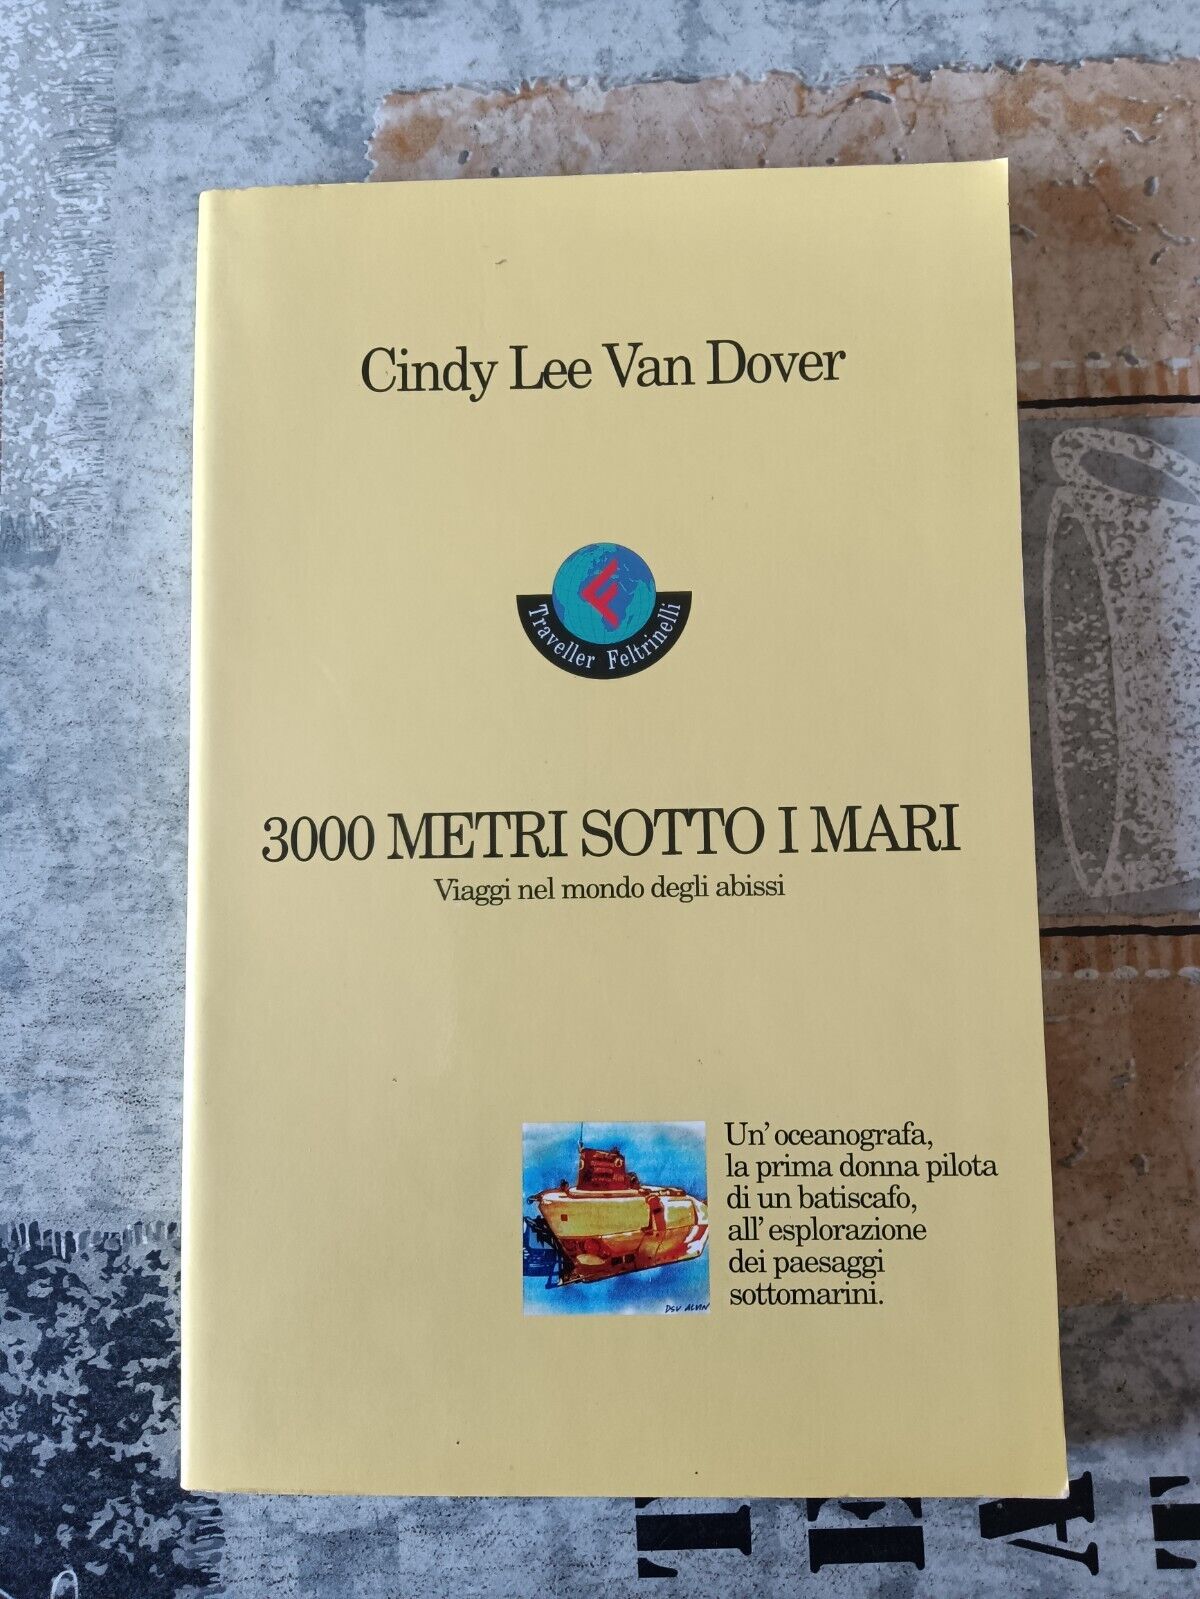 Cindy Lee Van Dover
F
Traveller Feltrinelli
3000 METRI SOTTO I MARI
Viaggi nel mondo degli abissi
Un'oceanografa,
la prima donna pilota
di un batiscafo,
all'esplorazione
dei paesaggi
sottomarini.
DSV ALVIN